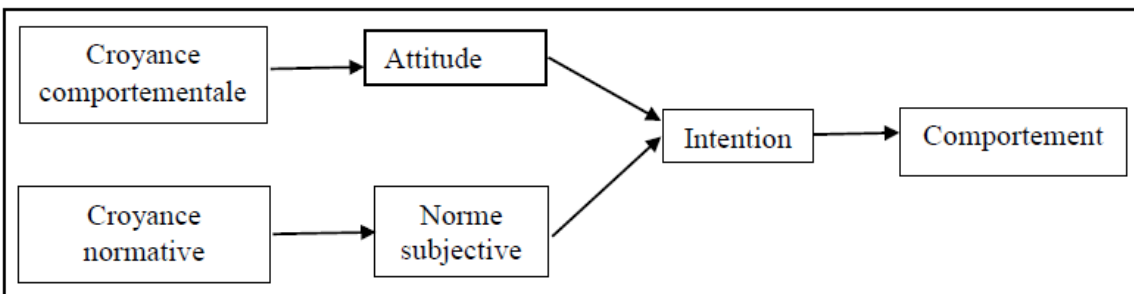 Croyance
comportementale
Attitude
Intention
Comportement
Croyance
normative
Norme
subjective